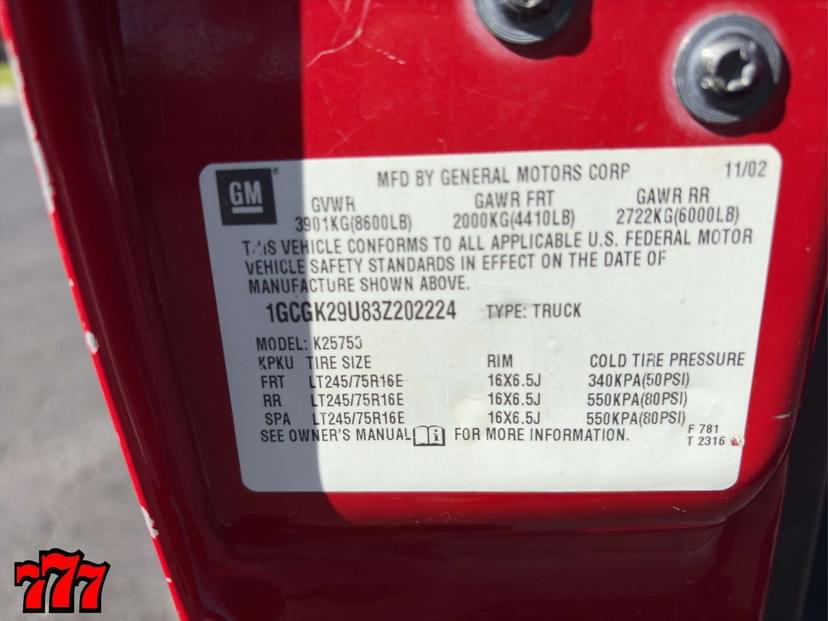 GM
MFD BY GENERAL MOTORS CORP 11/02
GVWR GAWR FRT GAWR RR
3901KG(8600LB) 2000KG(4410LB) 2722KG(6000LB)
THIS VEHICLE CONFORMS TO ALL APPLICABLE U.S. FEDERAL MOTOR
VEHICLE SAFETY STANDARDS IN EFFECT ON THE DATE OF
MANUFACTURE SHOWN ABOVE.
1GCGK29U83Z202224 TYPE: TRUCK
MODEL: K25753
KPKU TIRE SIZE RIM COLD TIRE PRESSURE
FRT LT245/75R16E 16X6.5J 340KPA(50PSI)
RR LT245/75R16E 16X6.5J 550KPA(80PSI)
SPA LT245/75R16E 16X6.5J 550KPA(80PSI)
SEE OWNER'S MANUAL FOR MORE INFORMATION.
F 781
T 2316
777